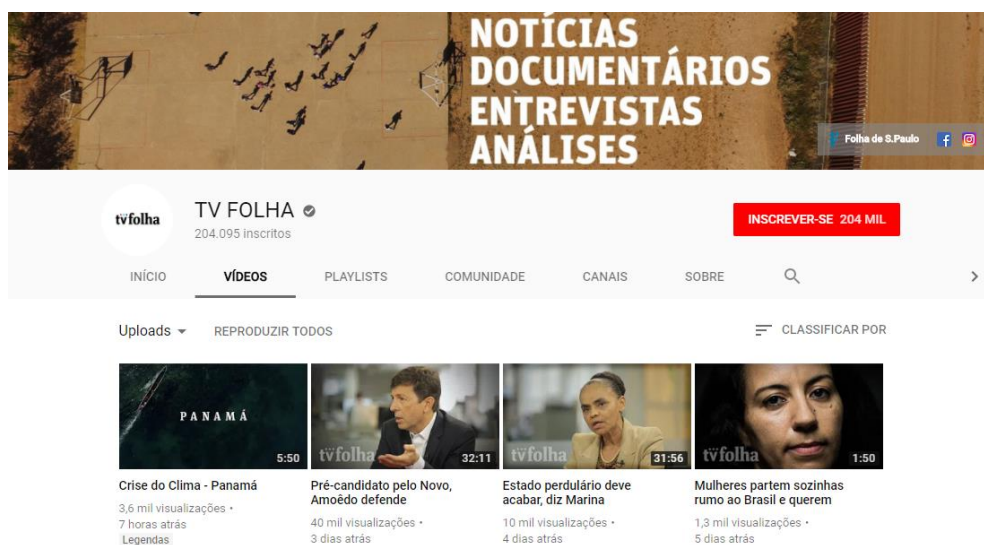 NOTÍCIAS
DOCUMENTÁRIOS
ENTREVISTAS
ANÁLISES
Folha de S.Paulo
tvfolha
TV FOLHA
204.095 inscritos
INSCREVER-SE 204 MIL
INÍCIO VÍDEOS PLAYLISTS COMUNIDADE CANAIS SOBRE
Uploads REPRODUZIR TODOS CLASSIFICAR POR
PANAMÁ
5:50
tvfolha
32:11
tvfolha
31:56
tvfolha
1:50
Crise do Clima - Panamá
3,6 mil visualizações •
7 horas atrás
Legendas
Pré-candidato pelo Novo,
Amoêdo defende
40 mil visualizações •
3 dias atrás
Estado perdulário deve
acabar, diz Marina
10 mil visualizações •
4 dias atrás
Mulheres partem sozinhas
rumo ao Brasil e querem
1,3 mil visualizações •
5 dias atrás